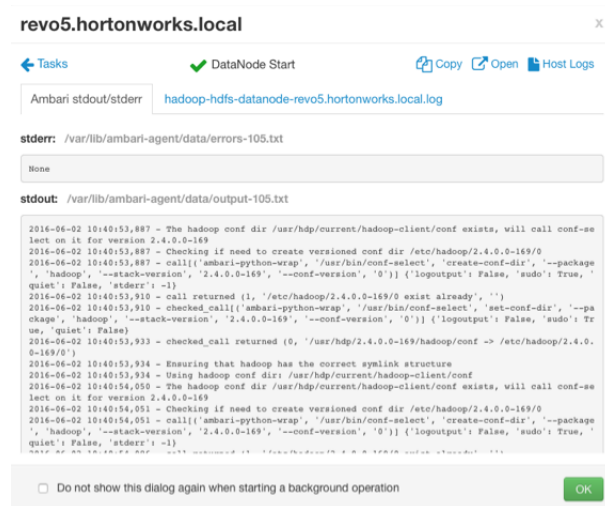 revo5.hortonworks.local
x
Tasks
DataNode Start
Copy Open Host Logs
Ambari stdout/stderr
hadoop-hdfs-datanode-revo5.hortonworks.local.log
stderr: /var/lib/ambari-agent/data/errors-105.txt
None
stdout: /var/lib/ambari-agent/data/output-105.txt
2016-06-02 10:40:53,887 - The hadoop conf dir /usr/hdp/current/hadoop-client/conf exists, will call conf-se
lect on it for version 2.4.0.0-169
2016-06-02 10:40:53,887 - Checking if need to create versioned conf dir /etc/hadoop/2.4.0.0-169/0
2016-06-02 10:40:53,887 - call[('ambari-python-wrap', '/usr/bin/conf-select', 'create-conf-dir', '--package
', 'hadoop', '--stack-version', '2.4.0.0-169', '--conf-version', '0')] {'logoutput': False, 'sudo': True, '
quiet': False, 'stderr': -1}
2016-06-02 10:40:53,910 - call returned (1, '/etc/hadoop/2.4.0.0-169/0 exist already', '')
2016-06-02 10:40:53,910 - checked_call[('ambari-python-wrap', '/usr/bin/conf-select', 'set-conf-dir', '--pa
ckage', 'hadoop', '--stack-version', '2.4.0.0-169', '--conf-version', '0')] {'logoutput': False, 'sudo': Tr
ue, 'quiet': False}
2016-06-02 10:40:53,933 - checked_call returned (0, '/usr/hdp/2.4.0.0-169/hadoop/conf -> /etc/hadoop/2.4.0.
0-169/0')
2016-06-02 10:40:53,934 - Ensuring that hadoop has the correct symlink structure
2016-06-02 10:40:53,934 - Using hadoop conf dir: /usr/hdp/current/hadoop-client/conf
2016-06-02 10:40:54,050 - The hadoop conf dir /usr/hdp/current/hadoop-client/conf exists, will call conf-se
lect on it for version 2.4.0.0-169
2016-06-02 10:40:54,051 - Checking if need to create versioned conf dir /etc/hadoop/2.4.0.0-169/0
2016-06-02 10:40:54,051 - call[('ambari-python-wrap', '/usr/bin/conf-select', 'create-conf-dir', '--package
', 'hadoop', '--stack-version', '2.4.0.0-169', '--conf-version', '0')] {'logoutput': False, 'sudo': True, '
quiet': False, 'stderr': -1}
Do not show this dialog again when starting a background operation
OK